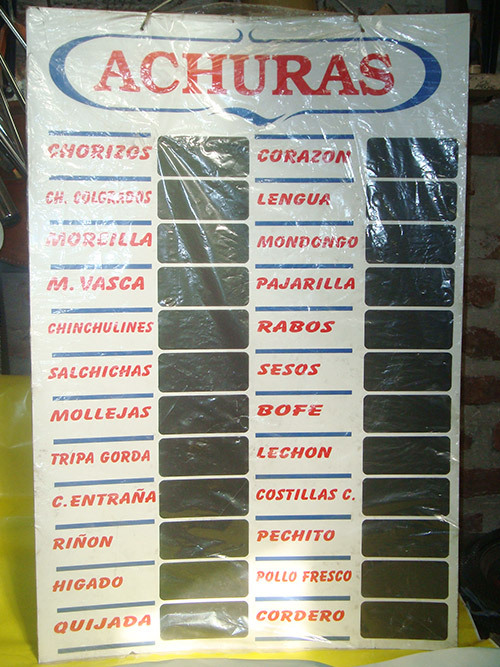 ACHURAS
CHORIZOS
CH. COLGRADOS
MORCILLA
M. VASCA
CHINCHULINES
SALCHICHAS
MOLLEJAS
TRIPA GORDA
C. ENTRAÑA
RIÑON
HIGADO
QUIJADA
CORAZON
LENGUA
MONDONGO
PAJARILLA
RABOS
SESOS
BOFE
LECHON
COSTILLAS C.
PECHITO
POLLO FRESCO
CORDERO